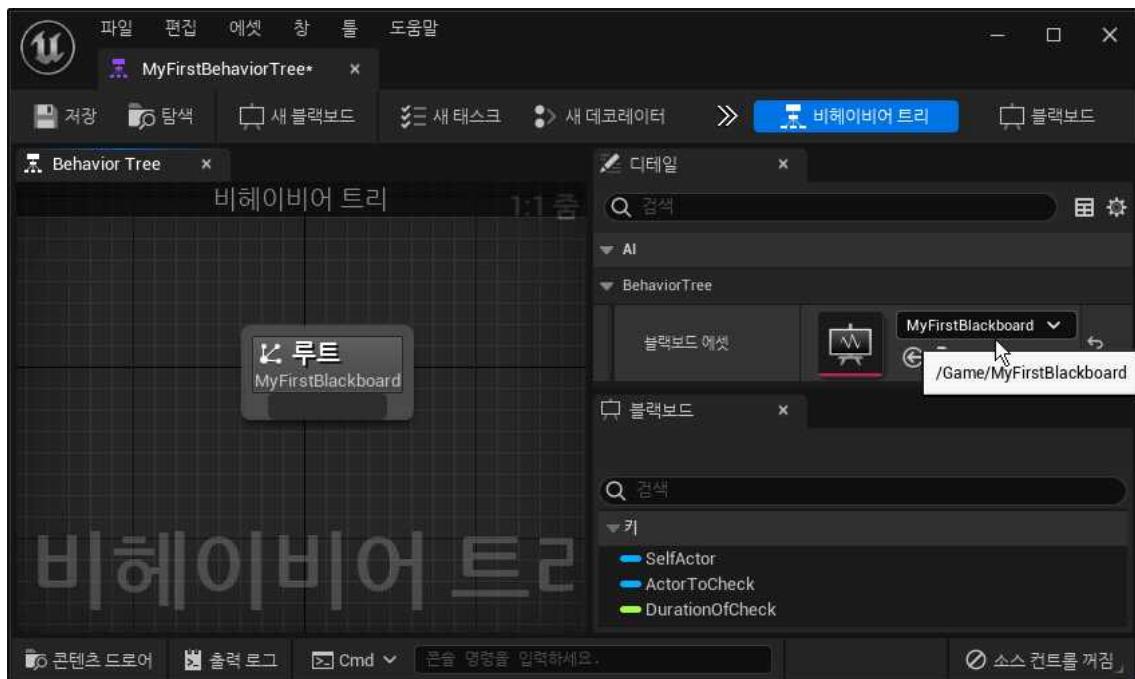 파일 편집 에셋 창 툴 도움말
MyFirstBehaviorTree*
저장 탐색 새 블랙보드 새 태스크 새 데코레이터 비헤이비어 트리 블랙보드
Behavior Tree
디테일
비헤이비어 트리
1:1 줌
검색
AI
BehaviorTree
블랙보드 에셋
MyFirstBlackboard
/Game/MyFirstBlackboard
루트
MyFirstBlackboard
블랙보드
검색
키
SelfActor
ActorToCheck
DurationOfCheck
비헤이비어 트리
콘텐츠 드로어 출력 로그 Cmd 콘솔 명령을 입력하세요. 소스 컨트롤 꺼짐